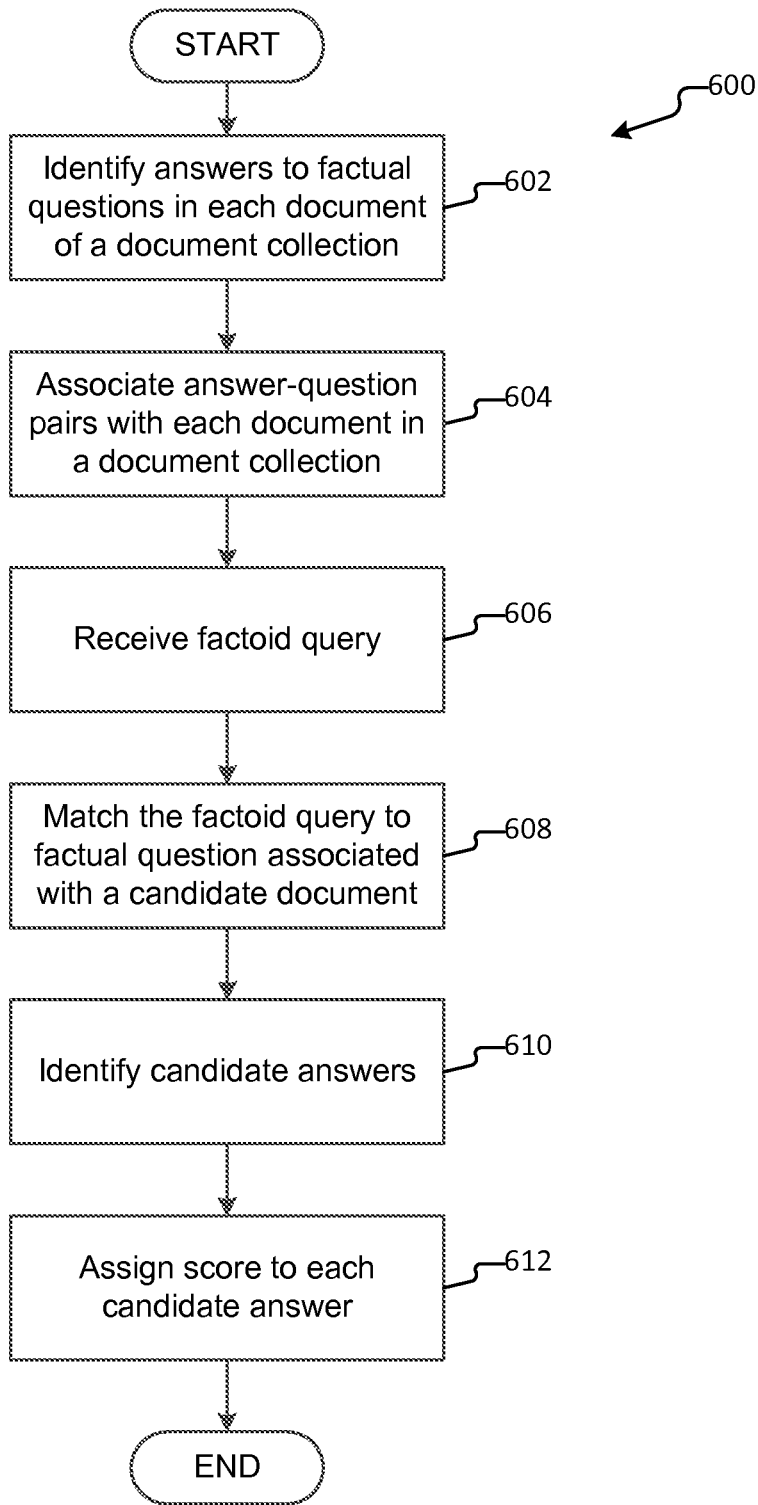 START
600
Identify answers to factual
questions in each document
of a document collection
602
Associate answer-question
pairs with each document in
a document collection
604
Receive factoid query
606
Match the factoid query to
factual question associated
with a candidate document
608
Identify candidate answers
610
Assign score to each
candidate answer
612
END